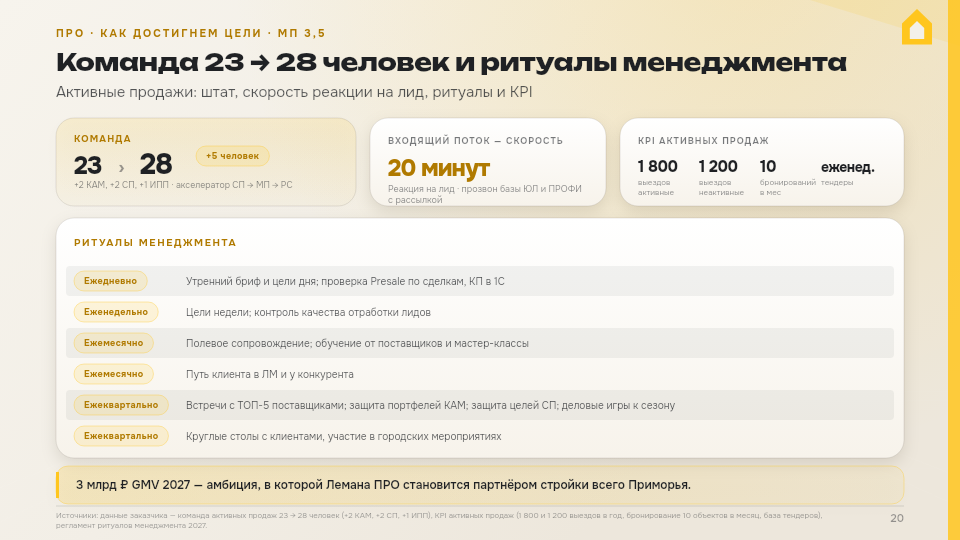 ПРО · КАК ДОСТИГНЕМ ЦЕЛИ · МП 3,5
Команда 23 → 28 человек и ритуалы менеджмента
Активные продажи: штат, скорость реакции на лид, ритуалы и KPI
КОМАНДА
23 › 28 +5 человек
+2 КАМ, +2 СП, +1 ИПП · акселератор СП → МП → РС
ВХОДЯЩИЙ ПОТОК — СКОРОСТЬ
20 минут
Реакция на лид · прозвон базы ЮЛ и ПРОФИ
с рассылкой
KPI АКТИВНЫХ ПРОДАЖ
1 800
выездов
активные
1 200
выездов
неактивные
10
бронирований
в мес
еженед.
тендеры
РИТУАЛЫ МЕНЕДЖМЕНТА
Ежедневно Утренний бриф и цели дня; проверка Presale по сделкам, КП в 1С
Еженедельно Цели недели; контроль качества отработки лидов
Ежемесячно Полевое сопровождение; обучение от поставщиков и мастер-классы
Ежемесячно Путь клиента в ЛМ и у конкурента
Ежеквартально Встречи с ТОП-5 поставщиками; защита портфелей КАМ; защита целей СП; деловые игры к сезону
Ежеквартально Круглые столы с клиентами, участие в городских мероприятиях
3 млрд ₽ GMV 2027 — амбиция, в которой Лемана ПРО становится партнёром стройки всего Приморья.
Источники: данные заказчика — команда активных продаж 23 → 28 человек (+2 КАМ, +2 СП, +1 ИПП), KPI активных продаж (1 800 и 1 200 выездов в год, бронирование 10 объектов в месяц, база тендеров);
регламент ритуалов менеджмента 2027.
20